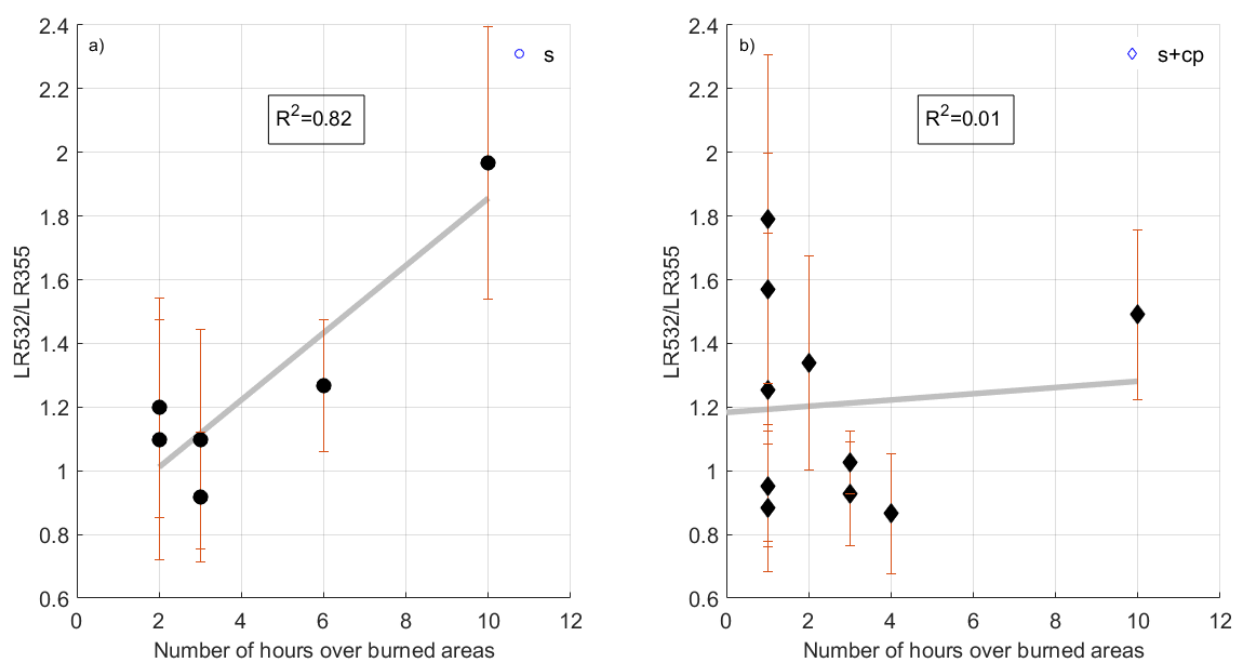 a)
s
R²=0.82
2.4
2.2
2
1.8
1.6
1.4
1.2
1
0.8
0.6
LR532/LR355
0 2 4 6 8 10 12
Number of hours over burned areas
b)
s+cp
R²=0.01
2.4
2.2
2
1.8
1.6
1.4
1.2
1
0.8
0.6
LR532/LR355
0 2 4 6 8 10 12
Number of hours over burned areas